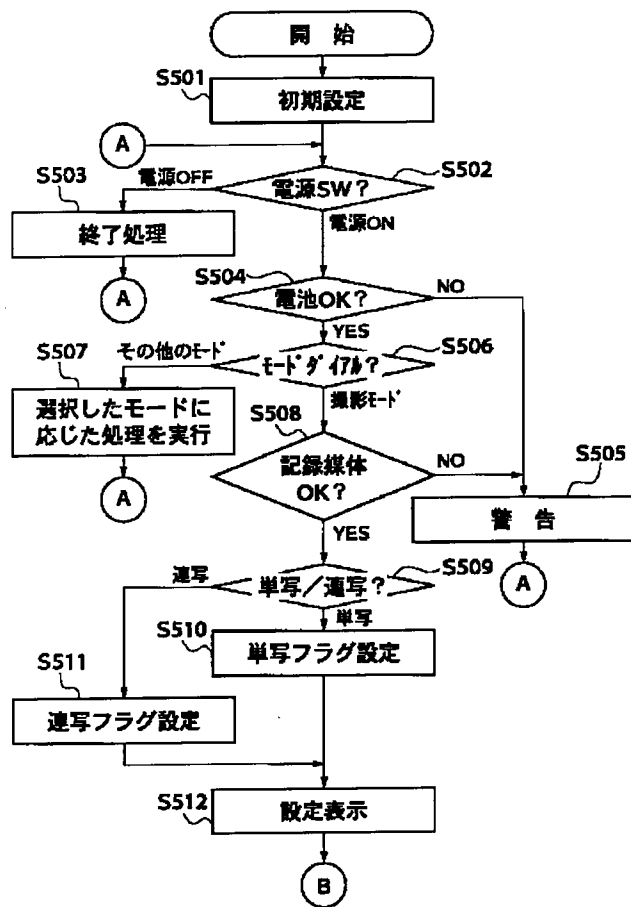 開 始
S501
初期設定
A
S502
電源SW？
電源OFF
S503
終了処理
A
電源ON
S504
電池OK？
NO
YES
S506
モードダイアル？
その他のモード
S507
選択したモードに
応じた処理を実行
A
撮影モード
S508
記録媒体
OK？
NO
S505
警 告
A
YES
S509
単写／連写？
連写
単写
S510
単写フラグ設定
S511
連写フラグ設定
S512
設定表示
B